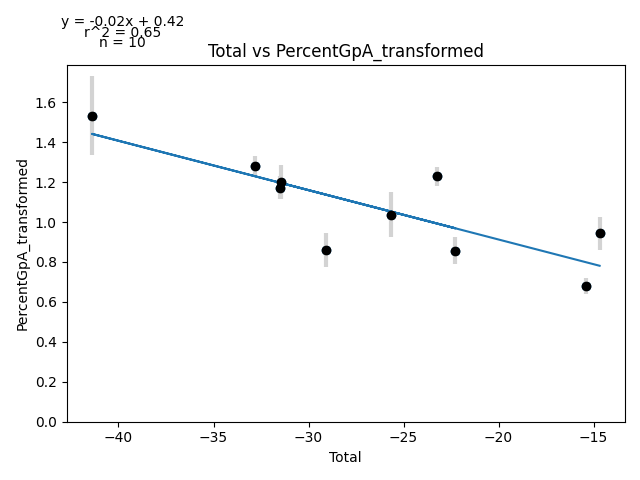 y = -0.02x + 0.42
r^2 = 0.65
n = 10
Total vs PercentGpA_transformed
PercentGpA_transformed
1.6
1.4
1.2
1.0
0.8
0.6
0.4
0.2
0.0
−40 −35 −30 −25 −20 −15
Total